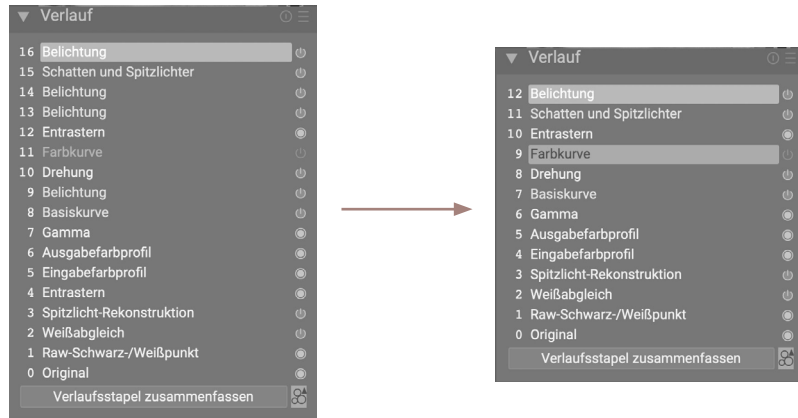 Verlauf
16 Belichtung
15 Schatten und Spitzlichter
14 Belichtung
13 Belichtung
12 Entrastern
11 Farbkurve
10 Drehung
9 Belichtung
8 Basiskurve
7 Gamma
6 Ausgabefarbprofil
5 Eingabefarbprofil
4 Entrastern
3 Spitzlicht-Rekonstruktion
2 Weißabgleich
1 Raw-Schwarz-/Weißpunkt
0 Original
Verlaufsstapel zusammenfassen
Verlauf
12 Belichtung
11 Schatten und Spitzlichter
10 Entrastern
9 Farbkurve
8 Drehung
7 Basiskurve
6 Gamma
5 Ausgabefarbprofil
4 Eingabefarbprofil
3 Spitzlicht-Rekonstruktion
2 Weißabgleich
1 Raw-Schwarz-/Weißpunkt
0 Original
Verlaufsstapel zusammenfassen